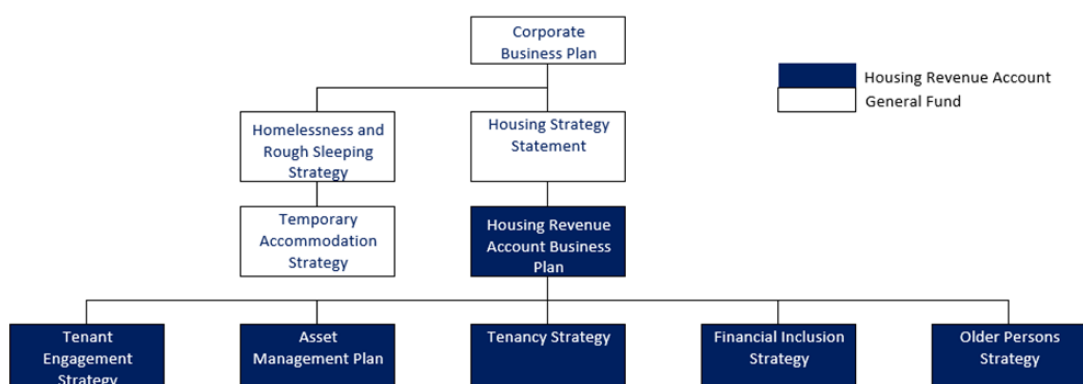 Corporate
Business Plan
Housing Revenue Account
General Fund
Homelessness and
Rough Sleeping
Strategy
Housing Strategy
Statement
Temporary
Accommodation
Strategy
Housing Revenue
Account Business
Plan
Tenant
Engagement
Strategy
Asset
Management Plan
Tenancy Strategy
Financial Inclusion
Strategy
Older Persons
Strategy